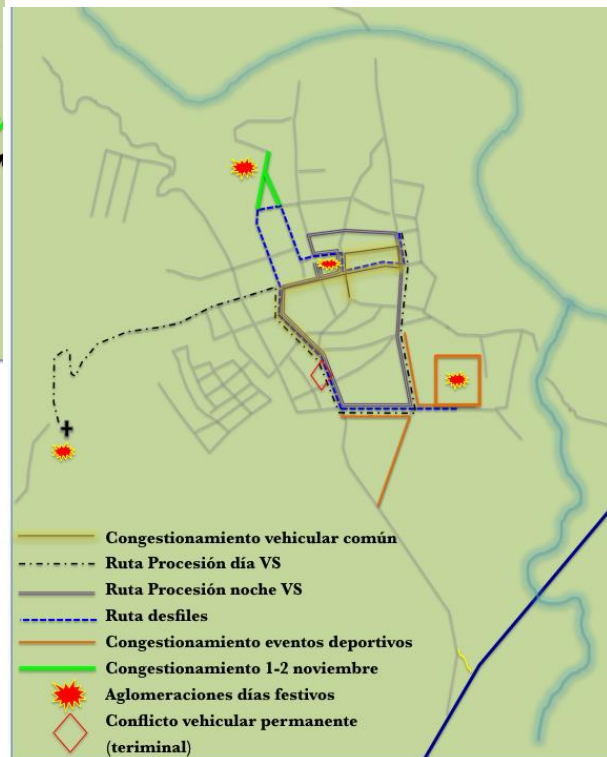 Congestionamiento vehicular común
Ruta Procesión día VS
Ruta Procesión noche VS
Ruta desfiles
Congestionamiento eventos deportivos
Congestionamiento 1-2 noviembre
Aglomeraciones días festivos
Conflicto vehicular permanente
(teriminal)